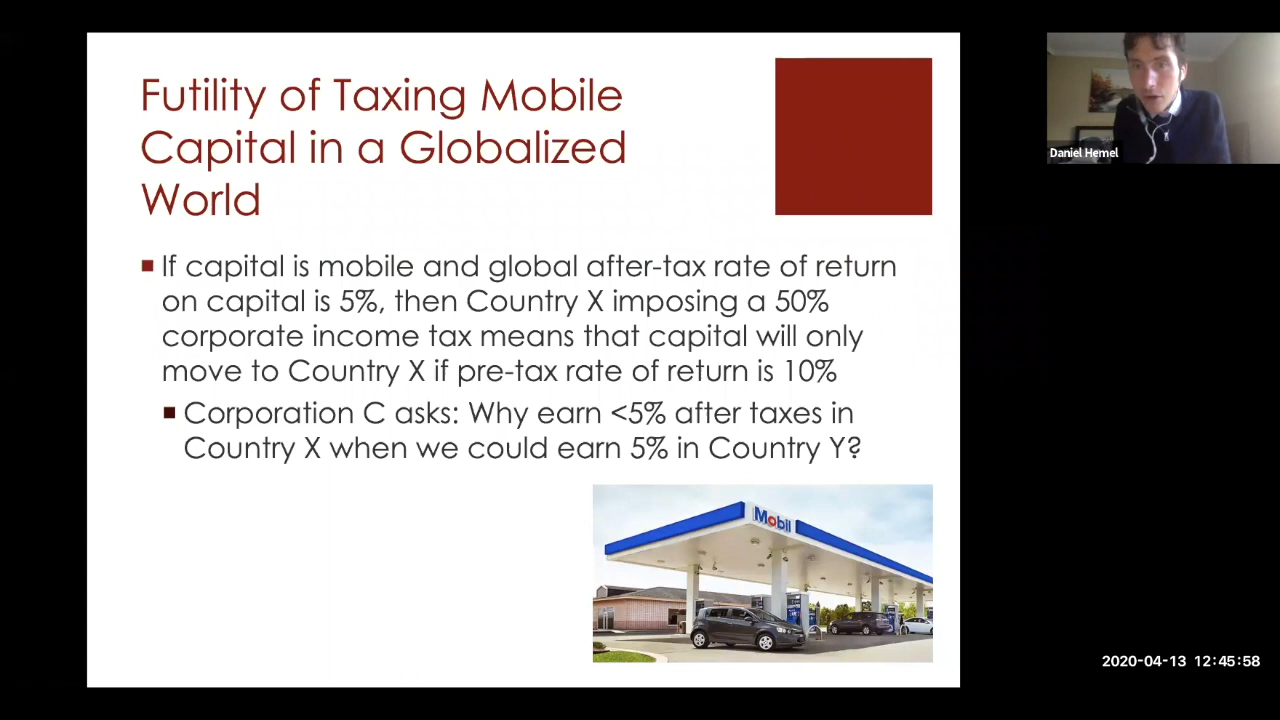 Futility of Taxing Mobile
Capital in a Globalized
World
If capital is mobile and global after-tax rate of return
on capital is 5%, then Country X imposing a 50%
corporate income tax means that capital will only
move to Country X if pre-tax rate of return is 10%
Corporation C asks: Why earn <5% after taxes in
Country X when we could earn 5% in Country Y?
Mobil
Daniel Hemel
2020-04-13 12:45:58